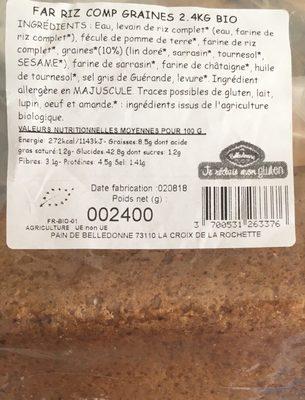 FAR RIZ COMP GRAINES 2.4KG BIO
INGRÉDIENTS : Eau, levain de riz complet* (eau, farine de
riz complet*), fécule de pomme de terre*, farine de riz
complet*, graines*(10%) (lin doré*, sarrasin*, tournesol*,
SESAME*), farine de sarrasin*, farine de châtaigne*, huile
de tournesol*, sel gris de Guérande, levure*. Ingrédient
allergène en MAJUSCULE. Traces possibles de gluten, lait,
lupin, oeuf et amande.* : ingrédients issus de l'agriculture
biologique.
VALEURS NUTRITIONNELLES MOYENNES POUR 100 G
Énergie 272kcal/1143kJ- Graisses:8.5g dont acide
gras saturé:1.2g- Glucides:42.8g dont sucres :1.2g
Fibres: 3.1g- Protéines: 4.5g Sel: 1.41g
Belledonne
Je réduis mon gluten
Date fabrication :020818
Poids net (g) :
002400
3 700531 263376
FR-BIO-01
AGRICULTURE UE non UE
PAIN DE BELLEDONNE 73110 LA CROIX DE LA ROCHETTE